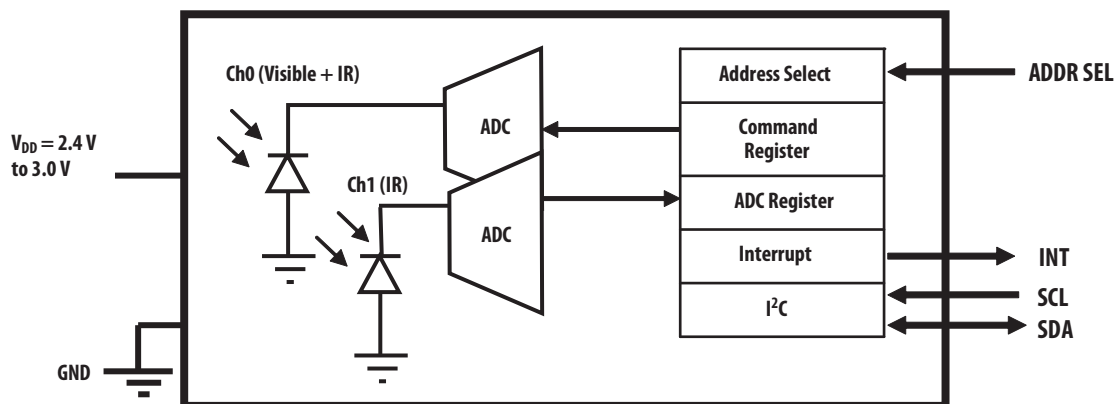 Ch0 (Visible + IR)
ADC
Address Select
ADDR SEL
V_DD = 2.4 V
to 3.0 V
Command
Register
Ch1 (IR)
ADC
ADC Register
Interrupt
INT
I²C
SCL
SDA
GND